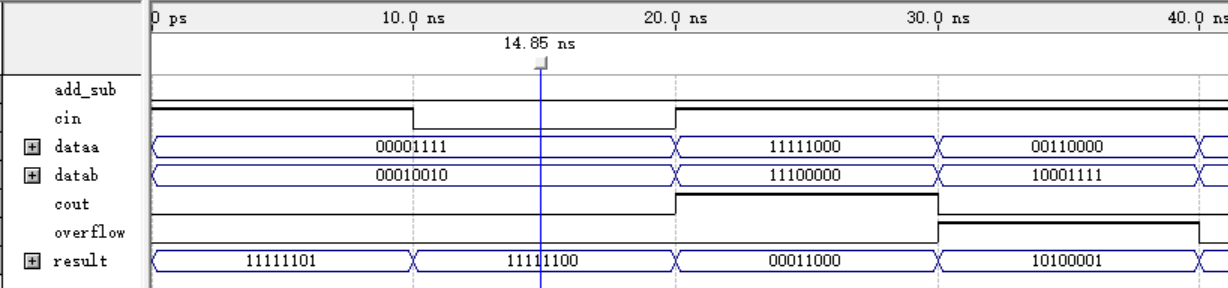 0 ps 10.0 ns 20.0 ns 30.0 ns 40.0 ns
14.85 ns
add_sub
cin
dataa 00001111 11111000 00110000
datab 00010010 11100000 10001111
cout
overflow
result 11111101 11111100 00011000 10100001